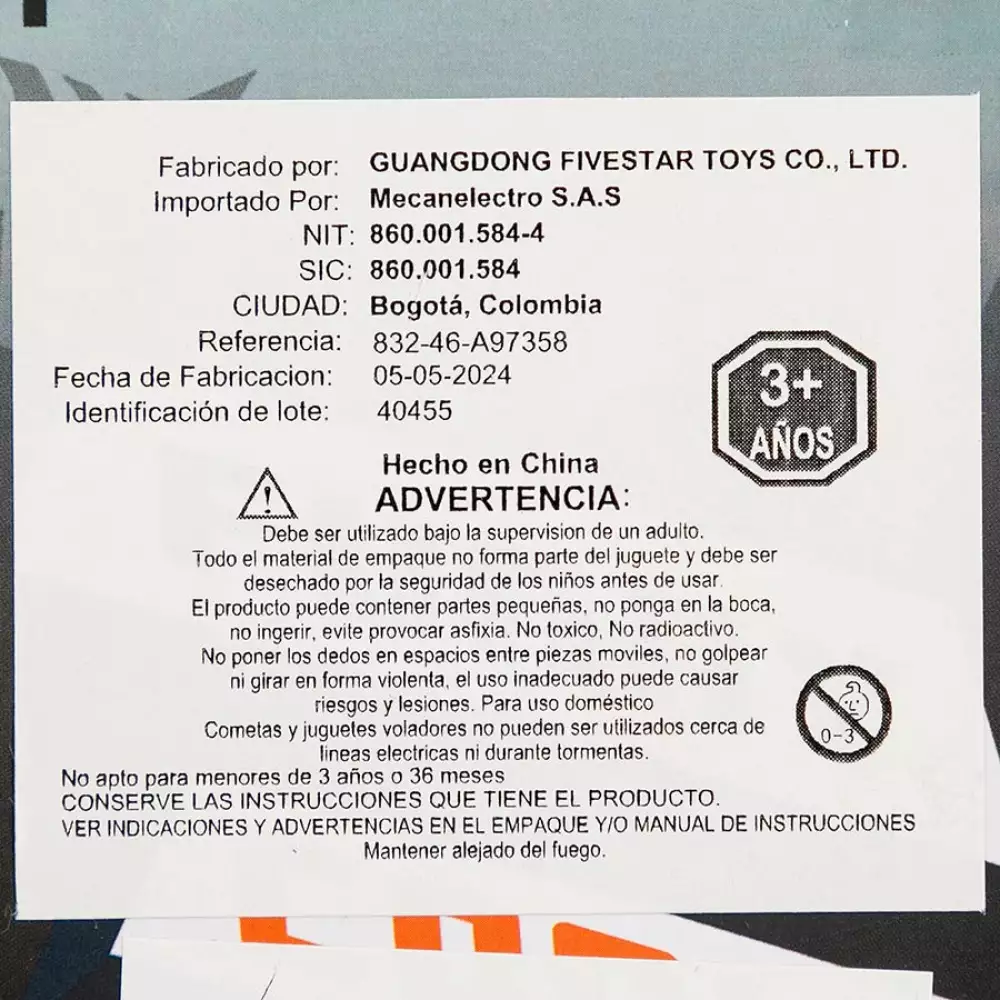 Fabricado por: GUANGDONG FIVESTAR TOYS CO., LTD.
Importado Por: Mecanelectro S.A.S
NIT: 860.001.584-4
SIC: 860.001.584
CIUDAD: Bogotá, Colombia
Referencia: 832-46-A97358
Fecha de Fabricacion: 05-05-2024
Identificación de lote: 40455
3+
AÑOS
Hecho en China
ADVERTENCIA:
Debe ser utilizado bajo la supervision de un adulto.
Todo el material de empaque no forma parte del juguete y debe ser
desechado por la seguridad de los niños antes de usar.
El producto puede contener partes pequeñas, no ponga en la boca,
no ingerir, evite provocar asfixia. No toxico, No radioactivo.
No poner los dedos en espacios entre piezas moviles, no golpear
ni girar en forma violenta, el uso inadecuado puede causar
riesgos y lesiones. Para uso doméstico
Cometas y juguetes voladores no pueden ser utilizados cerca de
lineas electricas ni durante tormentas.
0-3
No apto para menores de 3 años o 36 meses
CONSERVE LAS INSTRUCCIONES QUE TIENE EL PRODUCTO.
VER INDICACIONES Y ADVERTENCIAS EN EL EMPAQUE Y/O MANUAL DE INSTRUCCIONES
Mantener alejado del fuego.